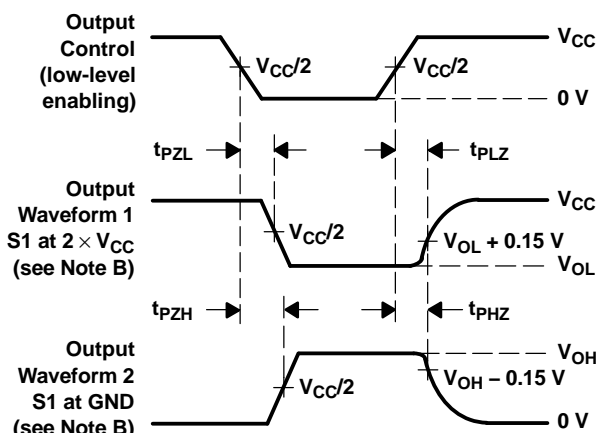 Output
Control
(low-level
enabling)
V_CC/2
V_CC/2
V_CC
0 V
t_PZL
t_PLZ
Output
Waveform 1
S1 at 2 × V_CC
(see Note B)
V_CC/2
V_CC
V_OL + 0.15 V
V_OL
t_PZH
t_PHZ
Output
Waveform 2
S1 at GND
(see Note B)
V_CC/2
V_OH
V_OH − 0.15 V
0 V